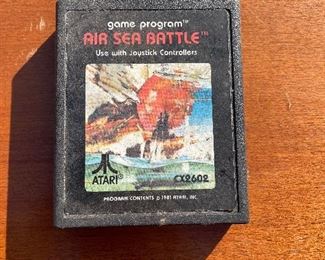 game program™
AIR SEA BATTLE™
Use with Joystick Controllers
ATARI®
CX2602
PROGRAM CONTENTS © 1981 ATARI, INC.